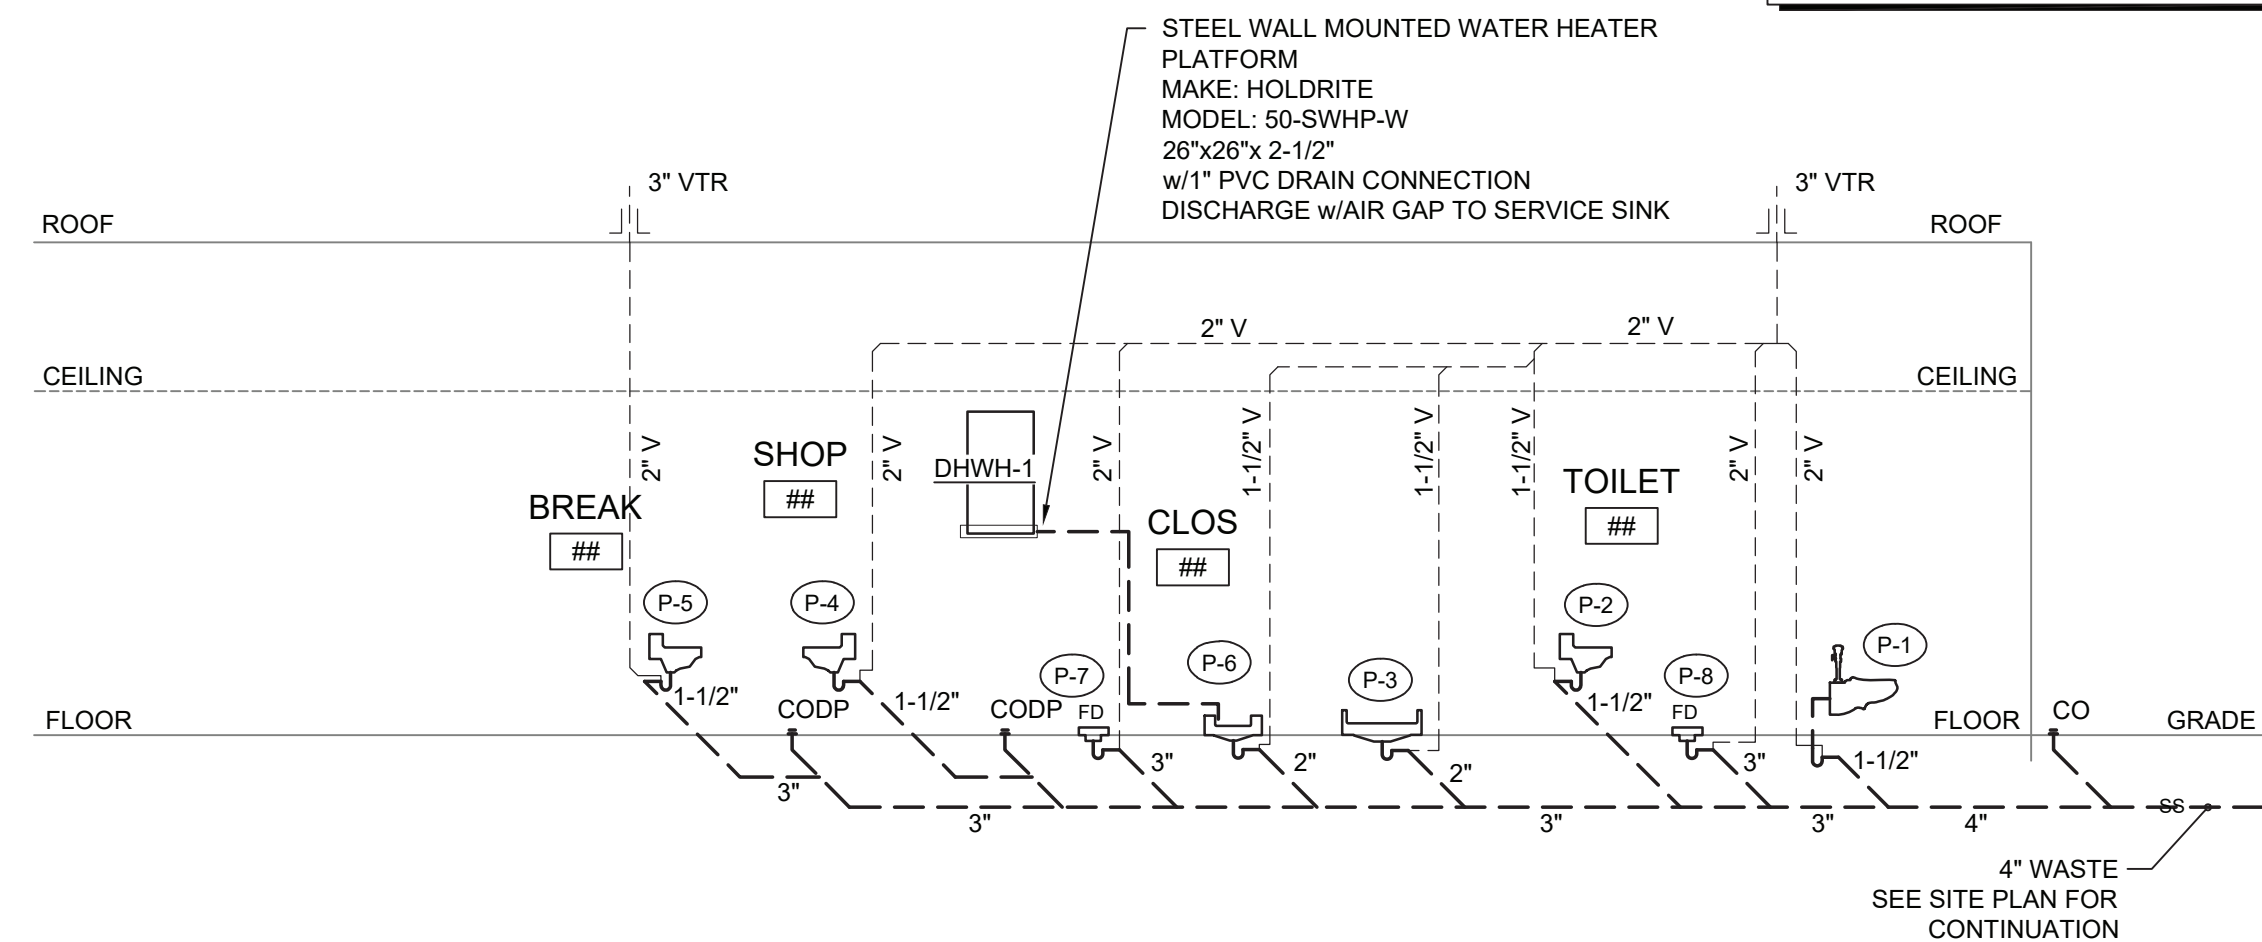 STEEL WALL MOUNTED WATER HEATER
PLATFORM
MAKE: HOLDRITE
MODEL: 50-SWHP-W
26"x26"x 2-1/2"
w/1" PVC DRAIN CONNECTION
DISCHARGE w/AIR GAP TO SERVICE SINK
3" VTR
3" VTR
ROOF
ROOF
2" V
2" V
CEILING
CEILING
2" V
SHOP
##
2" V
DHWH-1
2" V
1-1/2" V
1-1/2" V
1-1/2" V
TOILET
##
2" V
2" V
BREAK
##
CLOS
##
P-5
P-4
P-2
P-1
P-7
P-6
P-3
P-8
1-1/2"
CODP
1-1/2"
CODP
FD
1-1/2"
FD
FLOOR
FLOOR
CO
GRADE
3"
3"
2"
2"
3"
1-1/2"
3"
3"
3"
4"
SS
4" WASTE
SEE SITE PLAN FOR
CONTINUATION